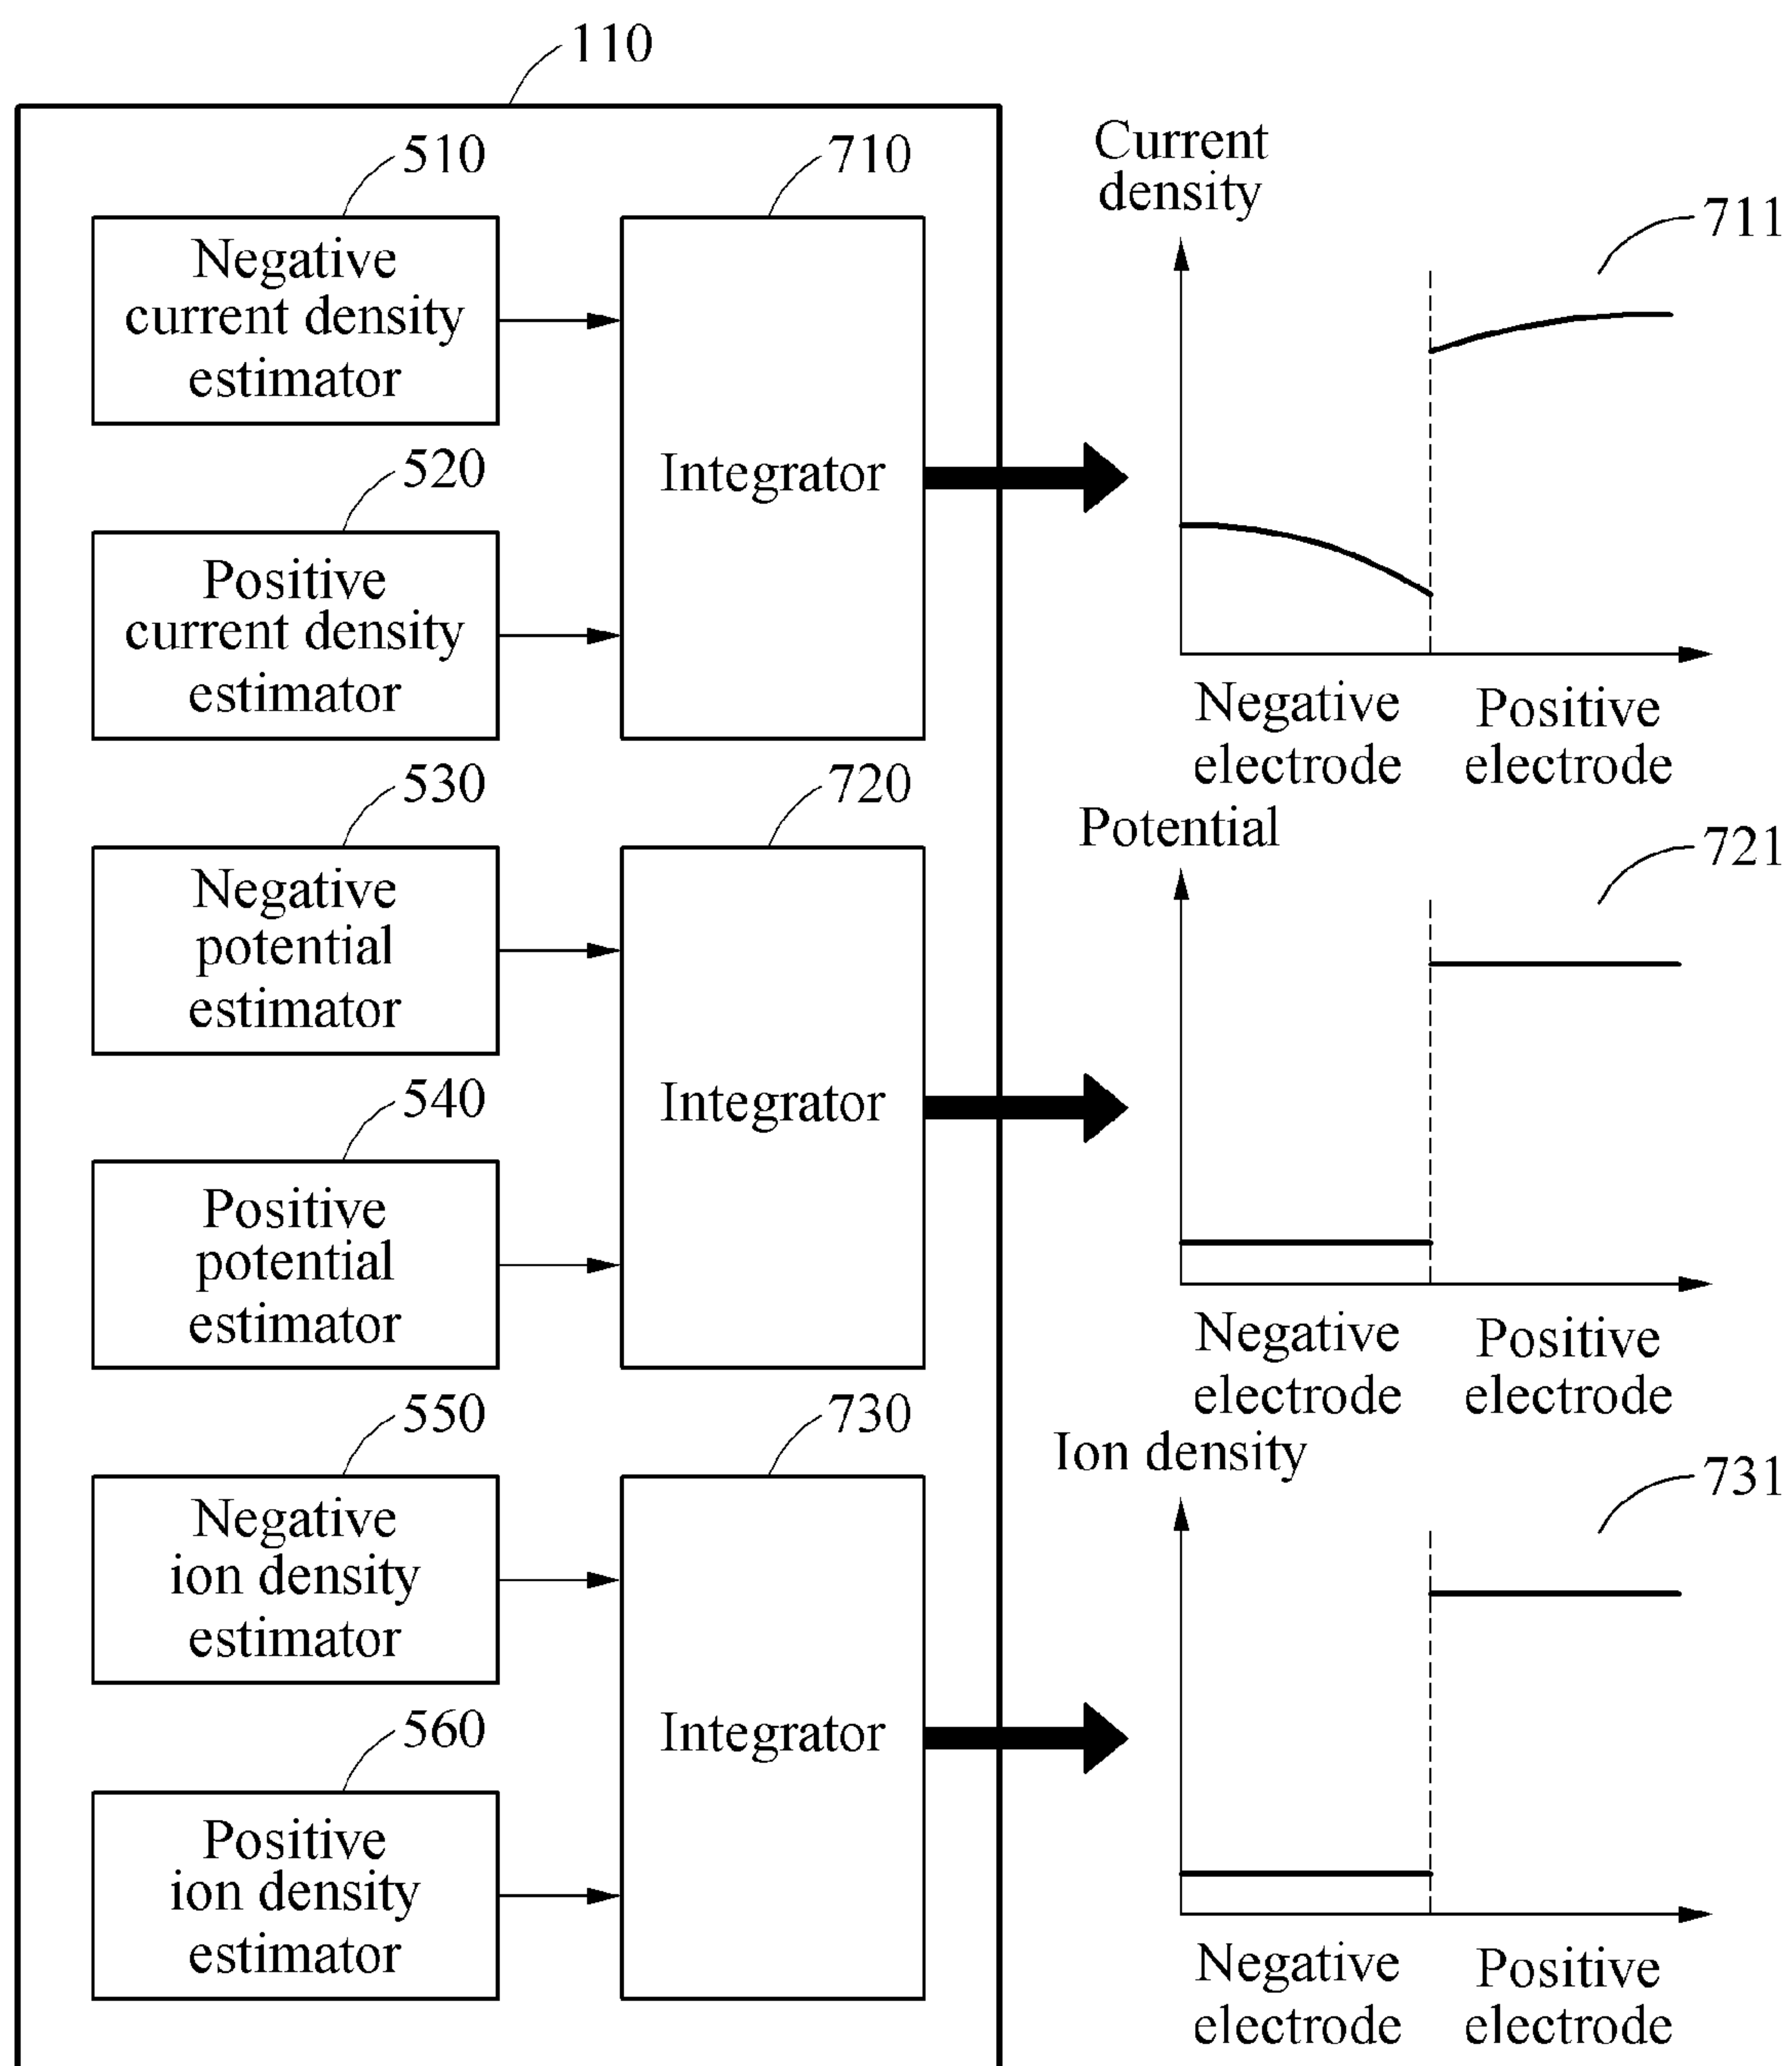 110
510
Negative
current density
estimator
520
Positive
current density
estimator
710
Integrator
Current
density
711
Negative
electrode
Positive
electrode
530
Negative
potential
estimator
540
Positive
potential
estimator
720
Integrator
Potential
721
Negative
electrode
Positive
electrode
550
Negative
ion density
estimator
560
Positive
ion density
estimator
730
Integrator
Ion density
731
Negative
electrode
Positive
electrode